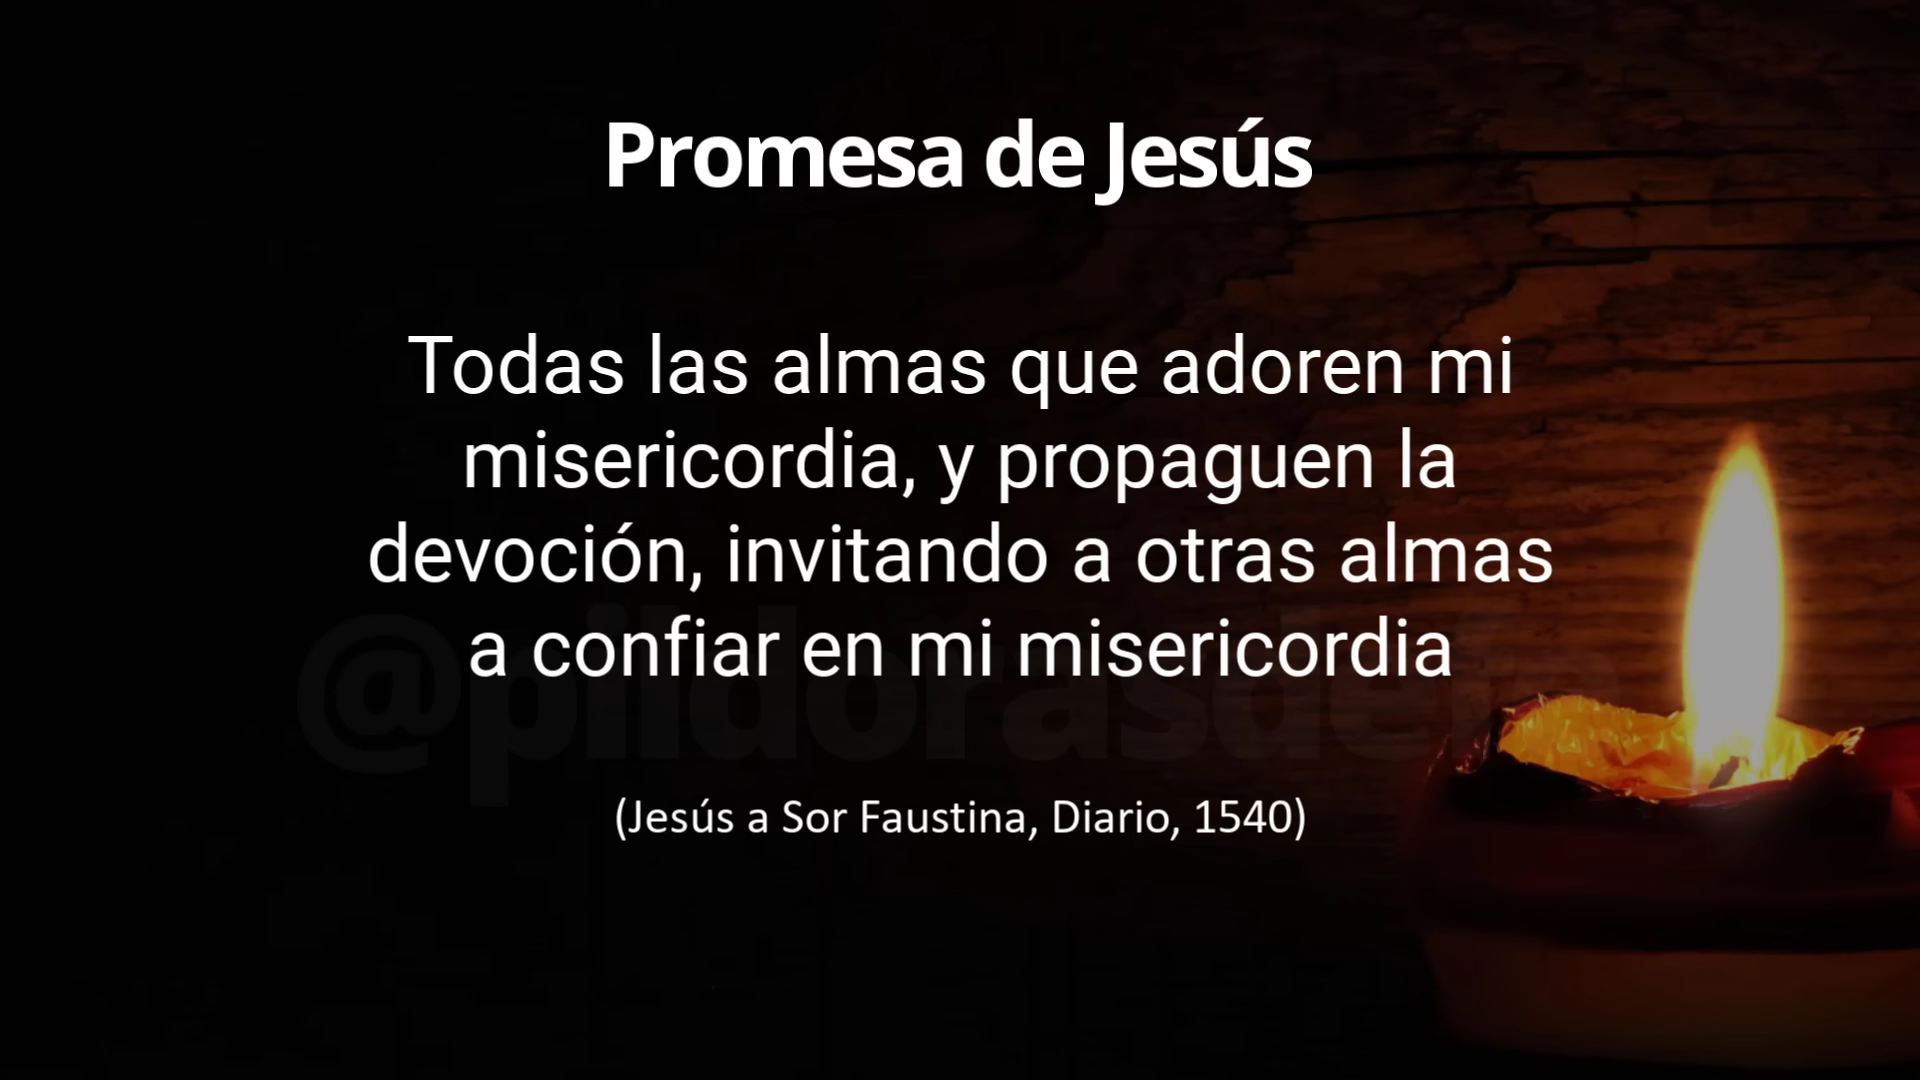 Promesa de Jesús
Todas las almas que adoren mi
misericordia, y propaguen la
devoción, invitando a otras almas
a confiar en mi misericordia
@pildorasdefe
(Jesús a Sor Faustina, Diario, 1540)